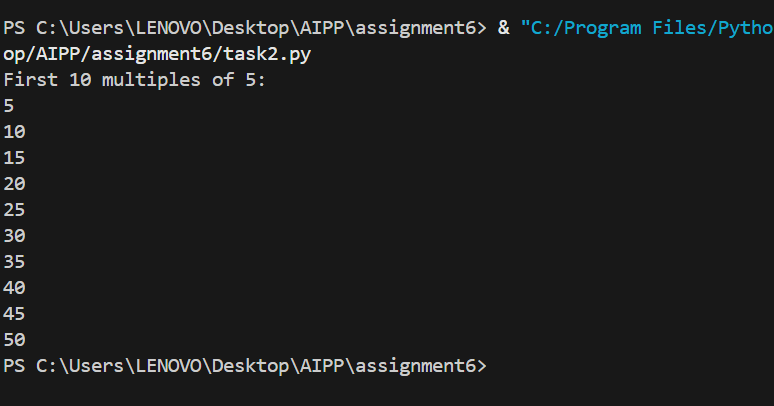 PS C:\Users\LENOVO\Desktop\AIPP\assignment6> & "C:/Program Files/Pytho
op/AIPP/assignment6/task2.py
First 10 multiples of 5:
5
10
15
20
25
30
35
40
45
50
PS C:\Users\LENOVO\Desktop\AIPP\assignment6>